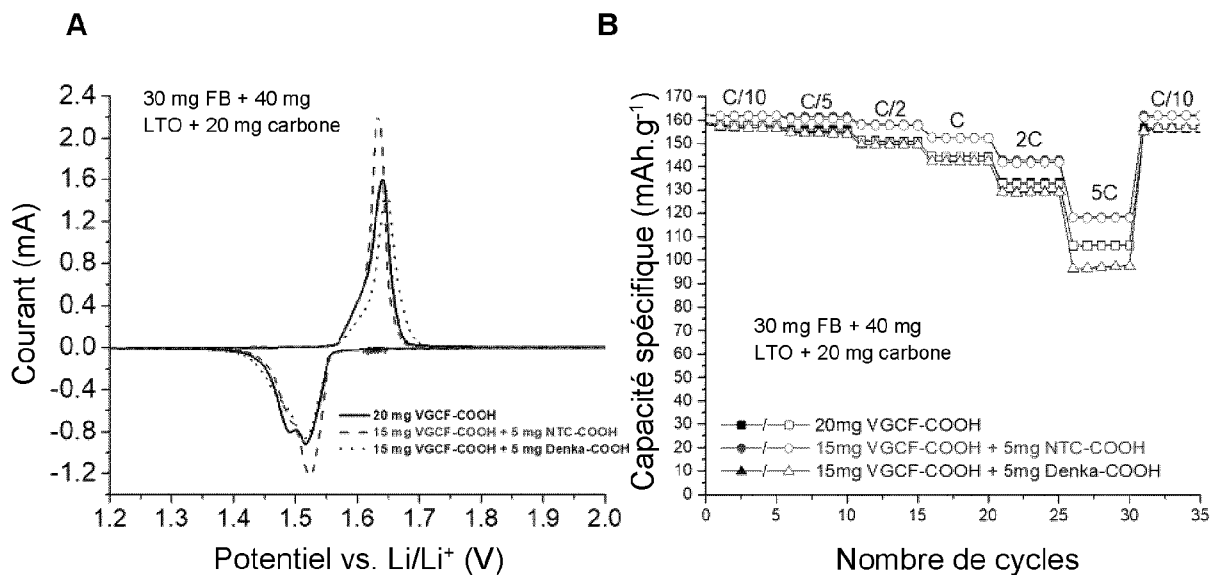 A
30 mg FB + 40 mg
LTO + 20 mg carbone
2.4
2.0
1.6
1.2
0.8
0.4
0.0
-0.4
-0.8
-1.2
Courant (mA)
20 mg VGCF-COOH
15 mg VGCF-COOH + 5 mg NTC-COOH
15 mg VGCF-COOH + 5 mg Denka-COOH
1.2 1.3 1.4 1.5 1.6 1.7 1.8 1.9 2.0
Potentiel vs. Li/Li⁺ (V)
B
170
160
150
140
130
120
110
100
90
80
70
60
50
40
30
20
10
0
Capacité spécifique (mAh.g⁻¹)
C/10 C/5 C/2 C 2C 5C C/10
30 mg FB + 40 mg
LTO + 20 mg carbone
20mg VGCF-COOH
15mg VGCF-COOH + 5mg NTC-COOH
15mg VGCF-COOH + 5mg Denka-COOH
0 5 10 15 20 25 30 35
Nombre de cycles